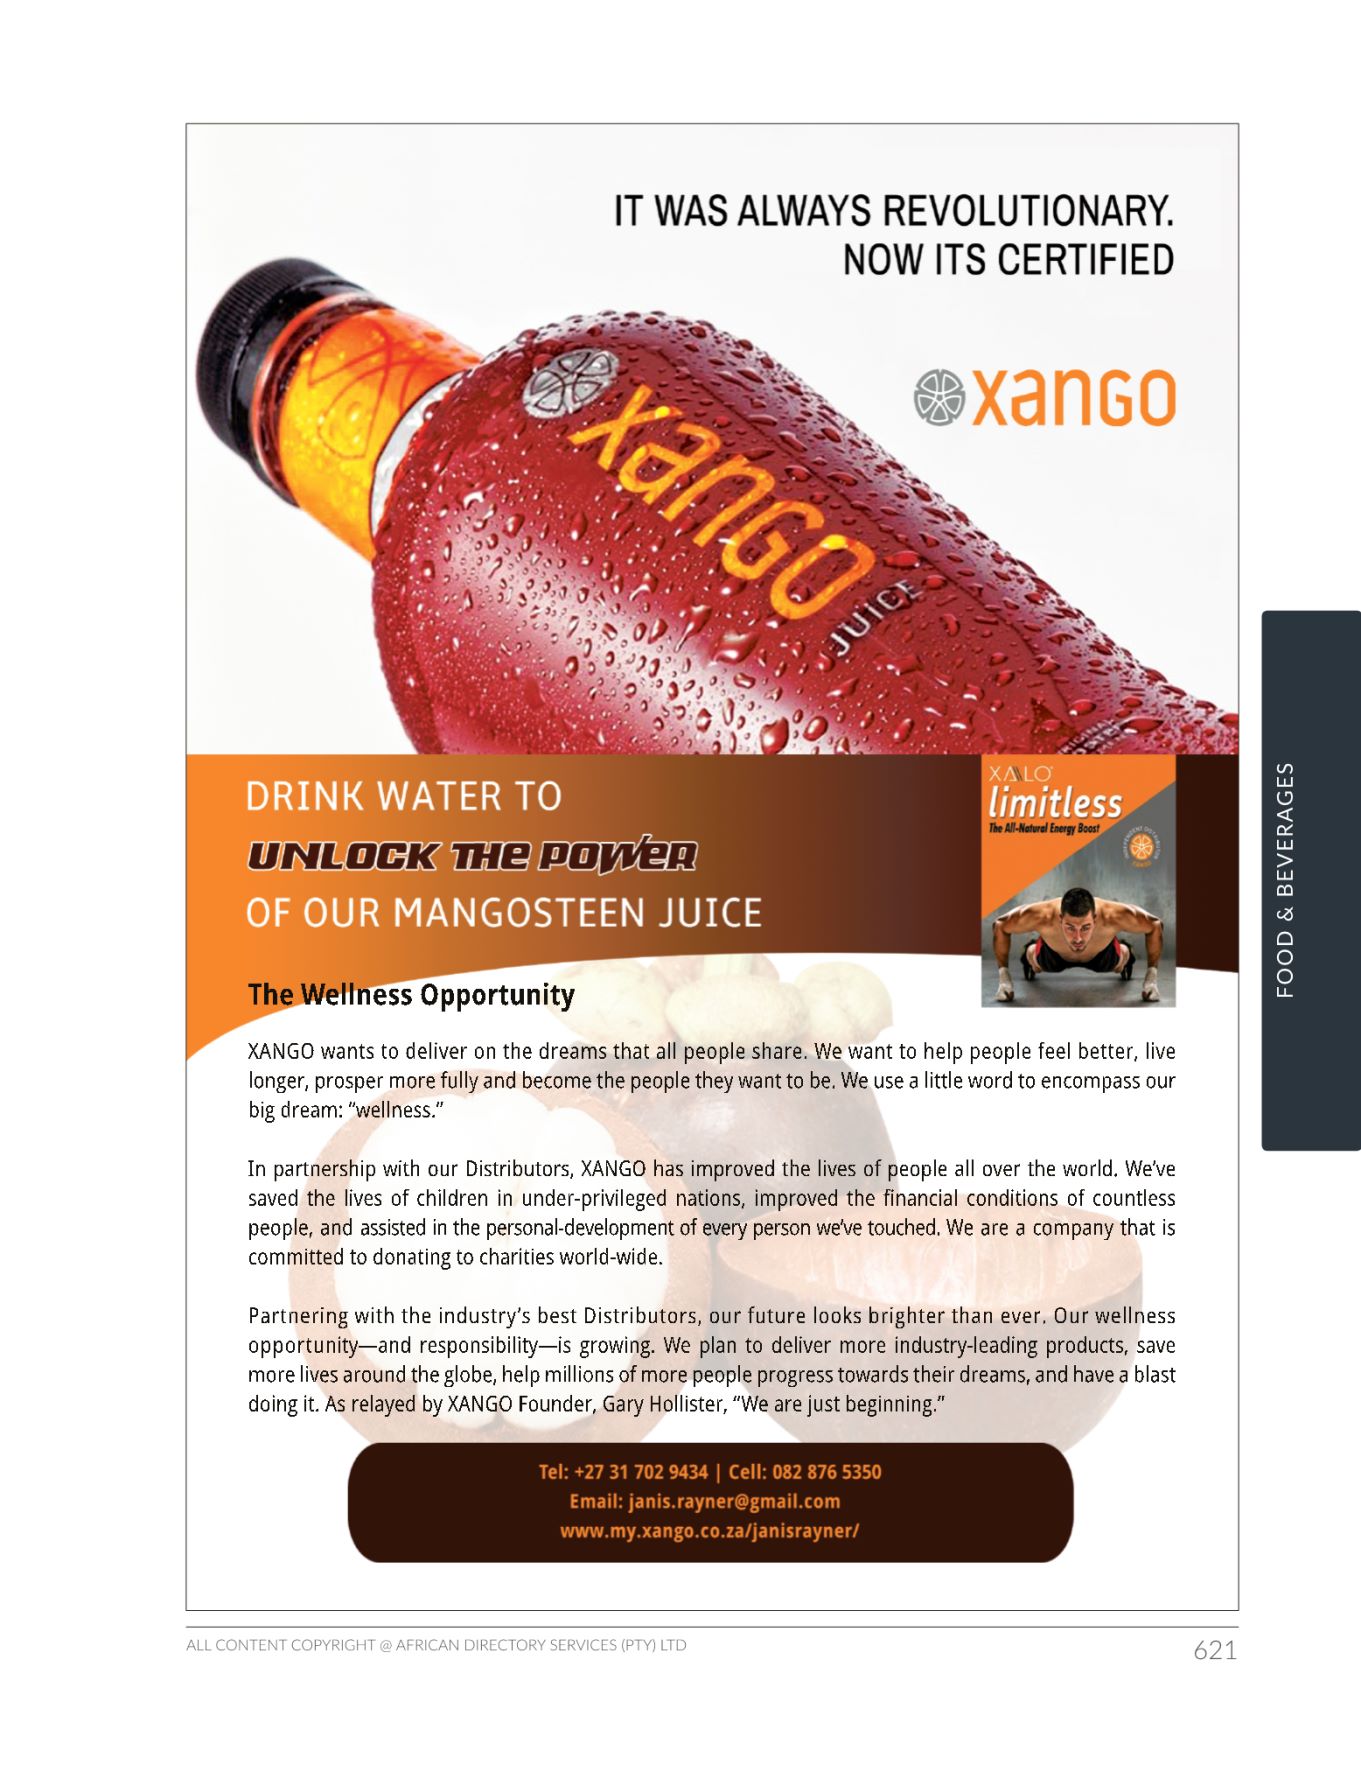 IT WAS ALWAYS REVOLUTIONARY.
NOW ITS CERTIFIED
xanGO
xanGO
JUICE
DRINK WATER TO
UNLOCK THE POWER
OF OUR MANGOSTEEN JUICE
XALO
limitless
The All-Natural Energy Boost
INDEPENDENT DISTRIBUTOR
XANGO
FOOD & BEVERAGES
The Wellness Opportunity
XANGO wants to deliver on the dreams that all people share. We want to help people feel better, live
longer, prosper more fully and become the people they want to be. We use a little word to encompass our
big dream: “wellness.”
In partnership with our Distributors, XANGO has improved the lives of people all over the world. We’ve
saved the lives of children in under-privileged nations, improved the financial conditions of countless
people, and assisted in the personal-development of every person we’ve touched. We are a company that is
committed to donating to charities world-wide.
Partnering with the industry’s best Distributors, our future looks brighter than ever. Our wellness
opportunity—and responsibility—is growing. We plan to deliver more industry-leading products, save
more lives around the globe, help millions of more people progress towards their dreams, and have a blast
doing it. As relayed by XANGO Founder, Gary Hollister, “We are just beginning.”
Tel: +27 31 702 9434 | Cell: 082 876 5350
Email: janis.rayner@gmail.com
www.my.xango.co.za/janisrayner/
ALL CONTENT COPYRIGHT @ AFRICAN DIRECTORY SERVICES (PTY) LTD
621